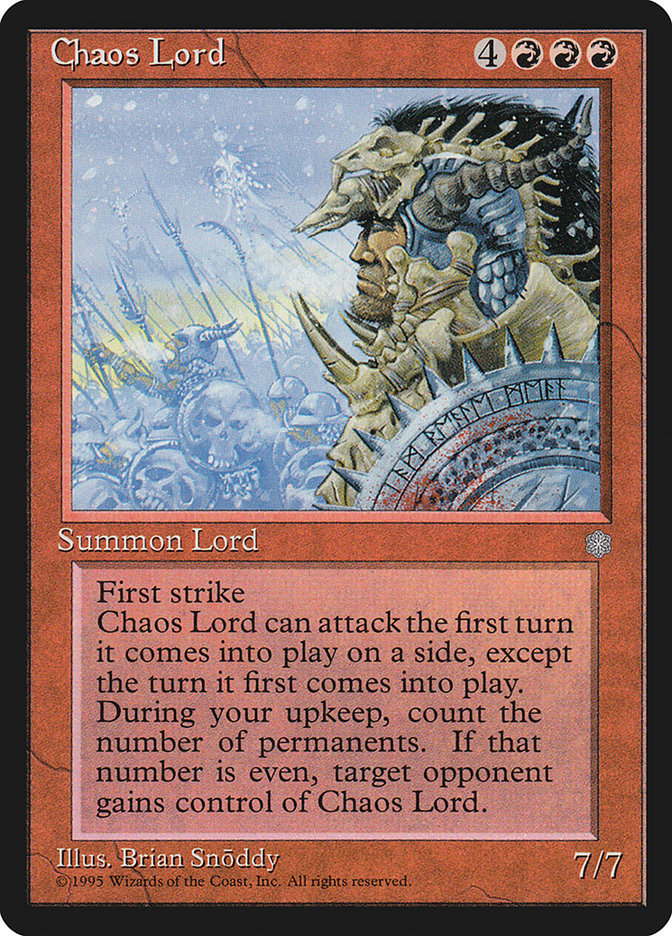 Chaos Lord
4
Summon Lord
First strike
Chaos Lord can attack the first turn
it comes into play on a side, except
the turn it first comes into play.
During your upkeep, count the
number of permanents. If that
number is even, target opponent
gains control of Chaos Lord.
Illus. Brian Snōddy
7/7
©1995 Wizards of the Coast, Inc. All rights reserved.